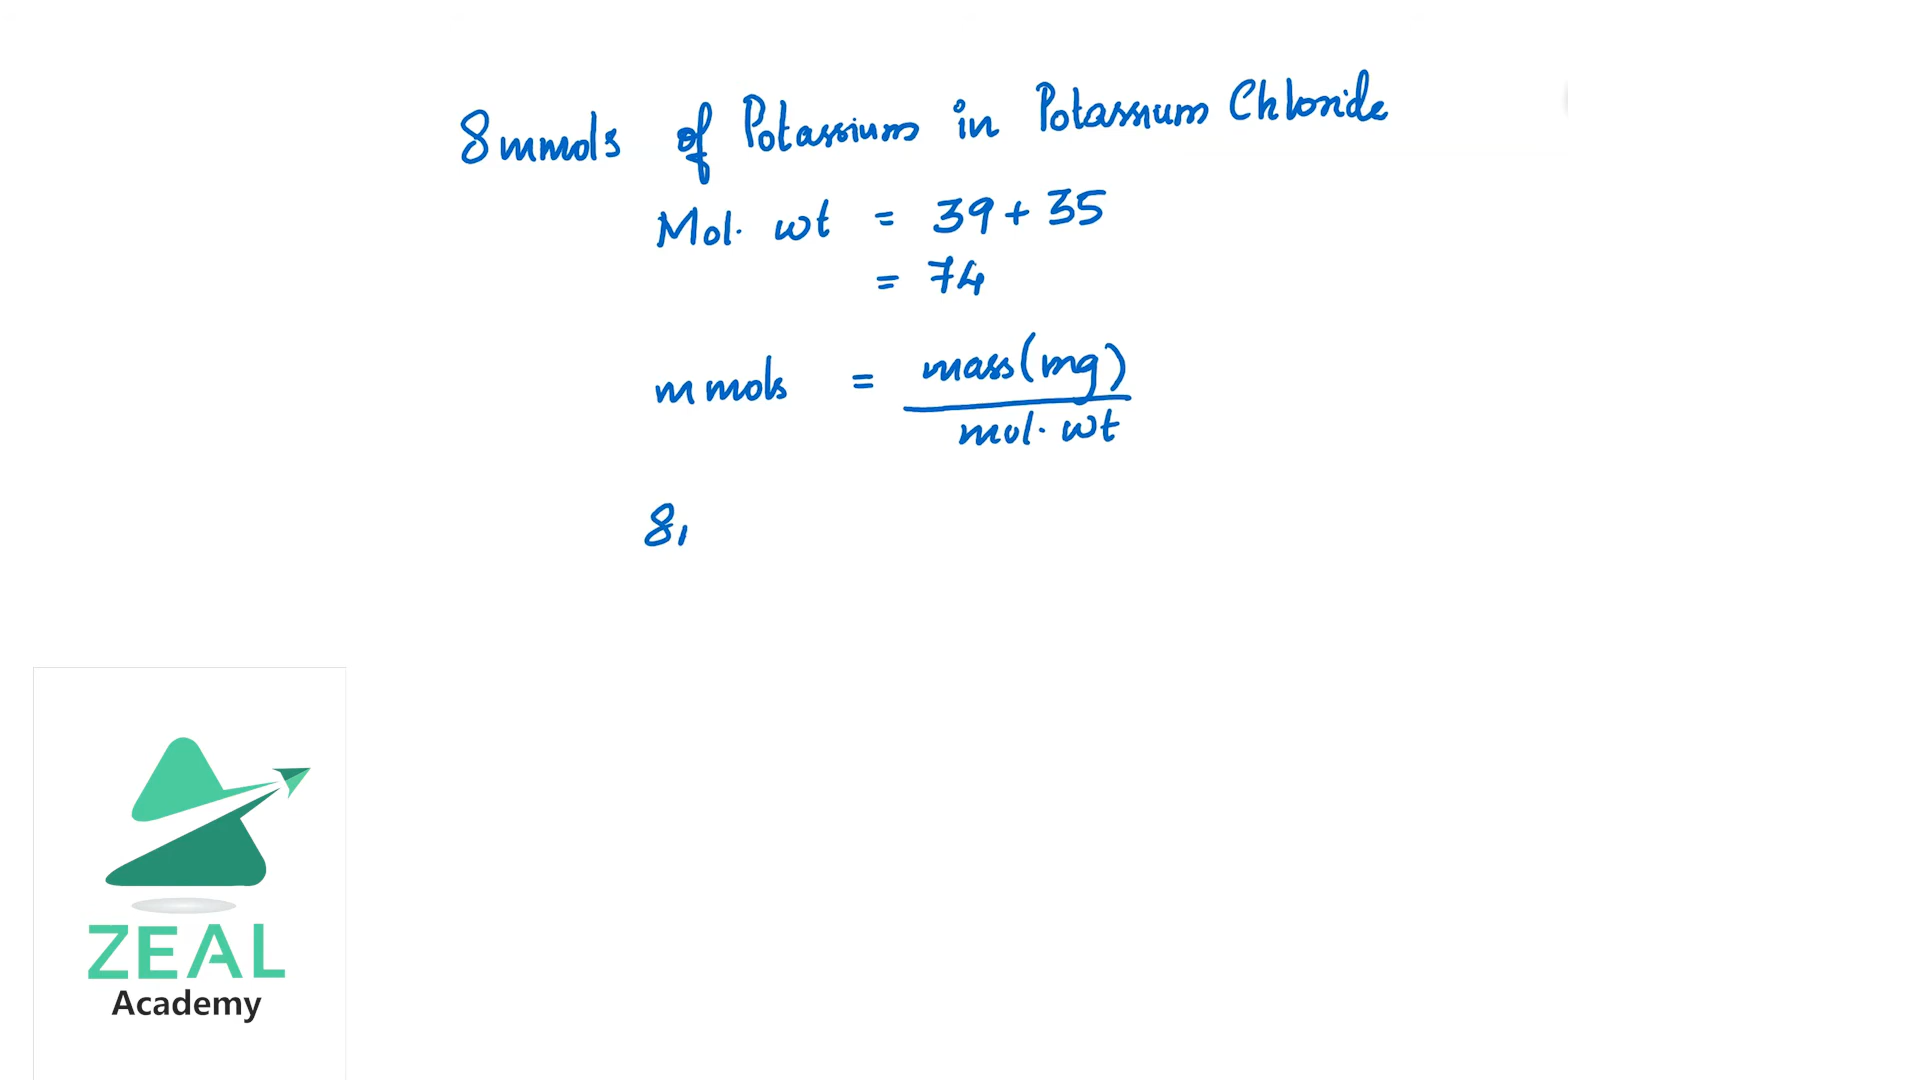 8 mmols of Potassium in Potassium Chloride
Mol. wt = 39 + 35
= 74
mmols = mass (mg)
mol. wt
8,
ZEAL
Academy